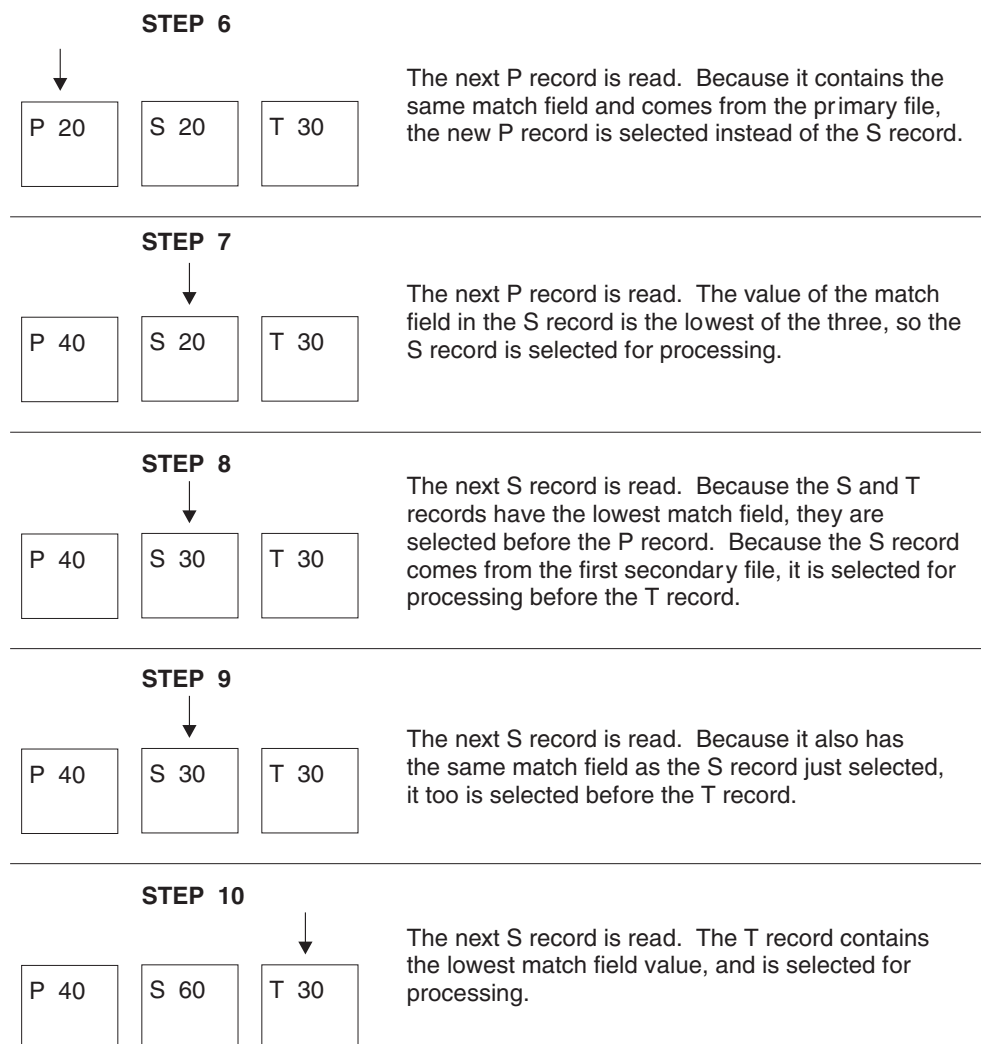 STEP 6
The next P record is read. Because it contains the
same match field and comes from the primary file,
the new P record is selected instead of the S record.
P 20
S 20
T 30
STEP 7
The next P record is read. The value of the match
field in the S record is the lowest of the three, so the
S record is selected for processing.
P 40
S 20
T 30
STEP 8
The next S record is read. Because the S and T
records have the lowest match field, they are
selected before the P record. Because the S record
comes from the first secondary file, it is selected for
processing before the T record.
P 40
S 30
T 30
STEP 9
The next S record is read. Because it also has
the same match field as the S record just selected,
it too is selected before the T record.
P 40
S 30
T 30
STEP 10
The next S record is read. The T record contains
the lowest match field value, and is selected for
processing.
P 40
S 60
T 30